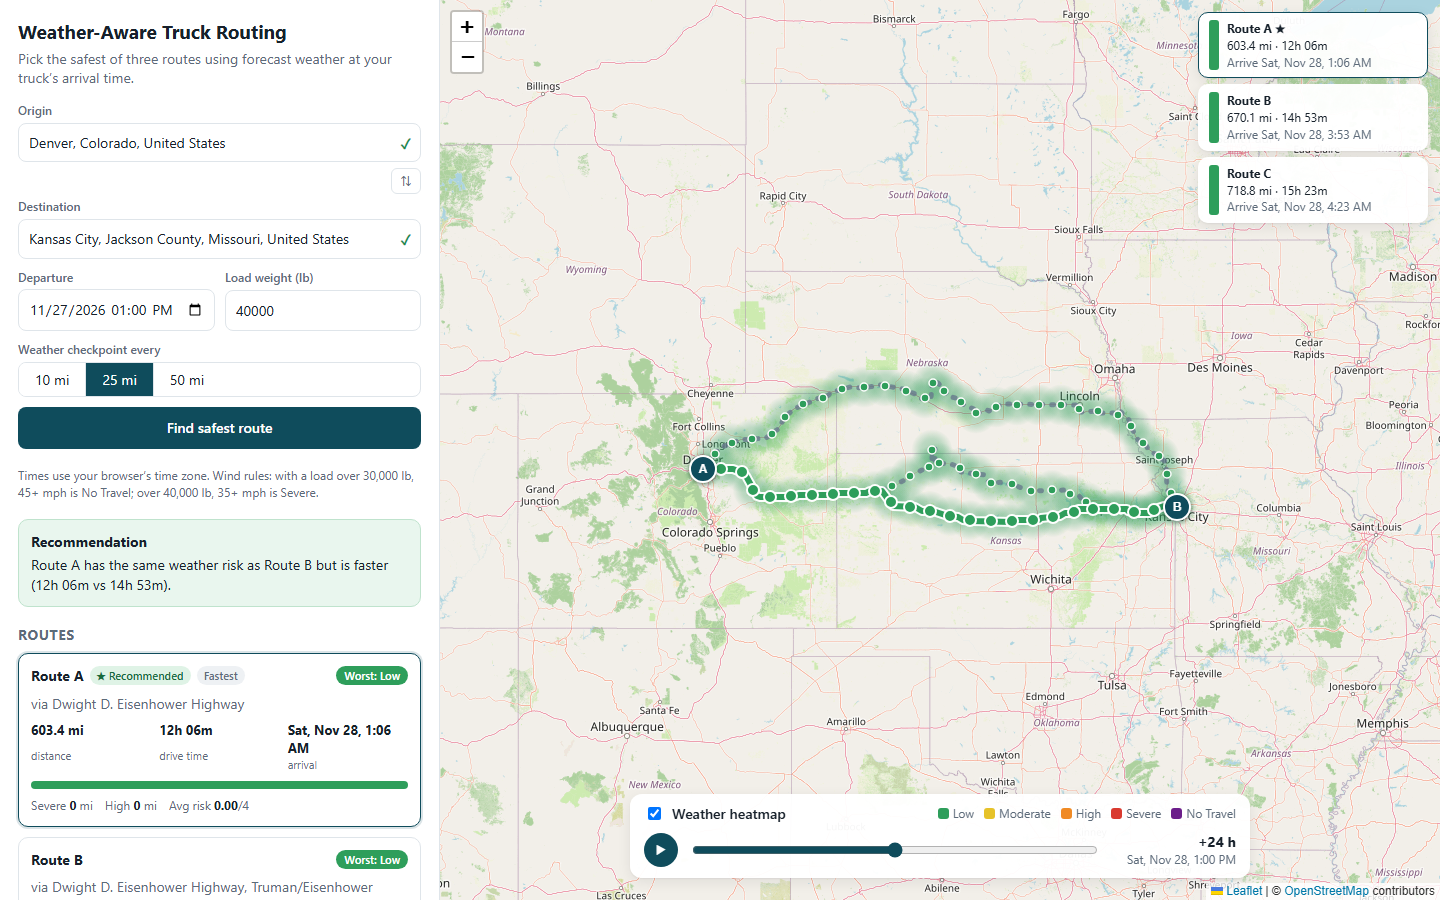 Weather-Aware Truck Routing
Pick the safest of three routes using forecast weather at your
truck's arrival time.
Origin
Denver, Colorado, United States
Destination
Kansas City, Jackson County, Missouri, United States
Departure
Load weight (lb)
11/27/2026 01:00 PM
40000
Weather checkpoint every
10 mi
25 mi
50 mi
Find safest route
Times use your browser's time zone. Wind rules: with a load over 30,000 lb,
45+ mph is No Travel; over 40,000 lb, 35+ mph is Severe.
Recommendation
Route A has the same weather risk as Route B but is faster
(12h 06m vs 14h 53m).
ROUTES
Route A
★ Recommended
Fastest
Worst: Low
via Dwight D. Eisenhower Highway
603.4 mi
12h 06m
Sat, Nov 28, 1:06
AM
distance
drive time
arrival
Severe 0 mi
High 0 mi
Avg risk 0.00/4
Route B
Worst: Low
via Dwight D. Eisenhower Highway, Truman/Eisenhower
+
−
Route A ★
603.4 mi · 12h 06m
Arrive Sat, Nov 28, 1:06 AM
Route B
670.1 mi · 14h 53m
Arrive Sat, Nov 28, 3:53 AM
Route C
718.8 mi · 15h 23m
Arrive Sat, Nov 28, 4:23 AM
Bismarck
Fargo
Montana
Billings
Rapid City
South Dakota
Sioux Falls
Wyoming
Vermillion
Madison
Sioux City
Iowa
Cedar
Rapids
Nebraska
Omaha
Des Moines
Davenport
Cheyenne
Lincoln
Peoria
Fort Collins
Bloomington
A
Saint Joseph
Illinois
Grand
Junction
Colorado
B
Columbia
Saint Louis
Colorado Springs
Kansas
Pueblo
Missouri
Wichita
Springfield
Fayetteville
Tulsa
Jonesboro
Edmond
Santa Fe
Fort Smith
Albuquerque
Amarillo
Oklahoma
Memphis
Lawton
Arkansas
Wichita
New Mexico
Weather heatmap
Low
Moderate
High
Severe
No Travel
+24 h
Sat, Nov 28, 1:00 PM
Mississippi
Las Cruces
Abilene
Tyler
Leaflet | © OpenStreetMap contributors